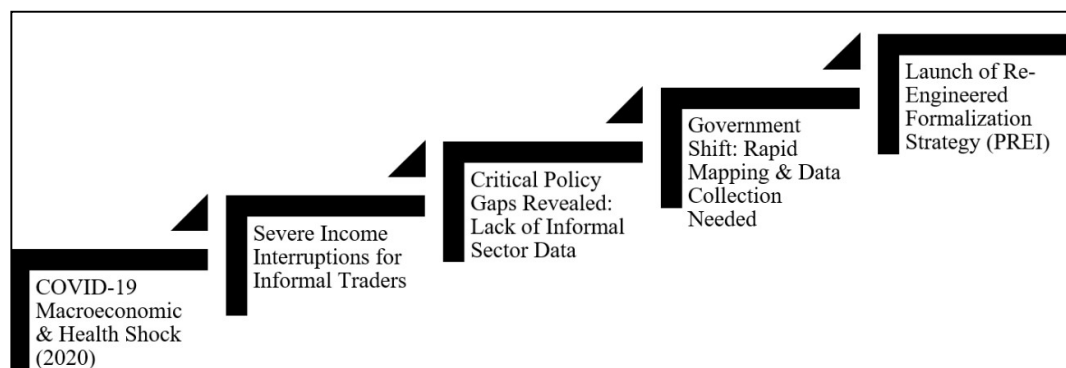 COVID-19
Macroeconomic
& Health Shock
(2020)
Severe Income
Interruptions for
Informal Traders
Critical Policy
Gaps Revealed:
Lack of Informal
Sector Data
Government
Shift: Rapid
Mapping & Data
Collection
Needed
Launch of Re-
Engineered
Formalization
Strategy (PREI)